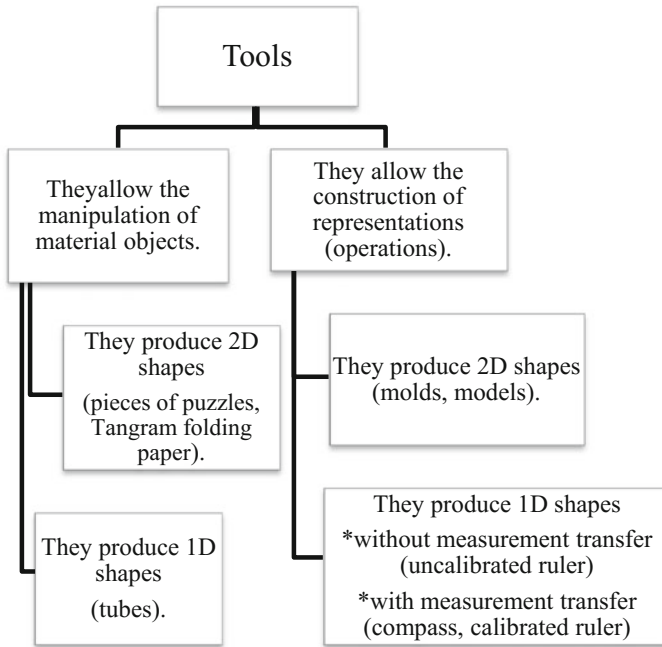 Tools
Theyallow the
manipulation of
material objects.
They allow the
construction of
representations
(operations).
They produce 2D
shapes
(pieces of puzzles,
Tangram folding
paper).
They produce 2D shapes
(molds, models).
They produce 1D
shapes
(tubes).
They produce 1D shapes
*without measurement transfer
(uncalibrated ruler)
*with measurement transfer
(compass, calibrated ruler)